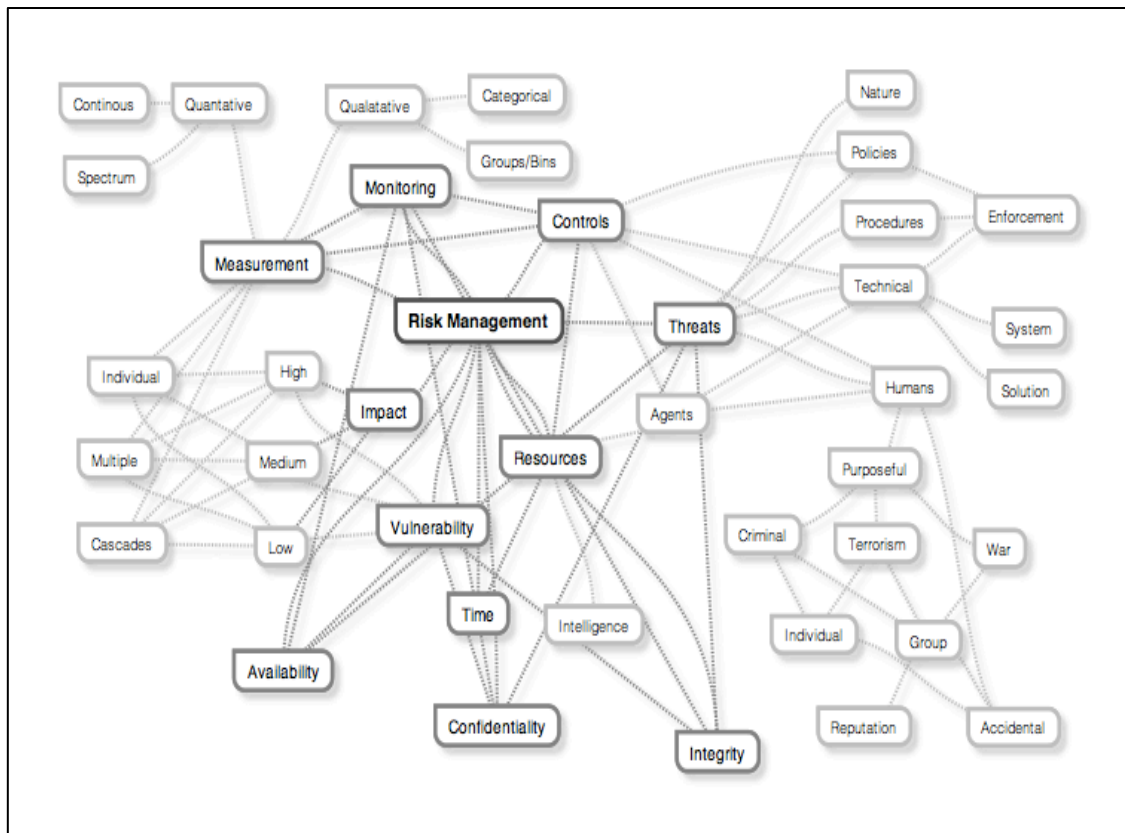 Nature
Continous
Quantative
Qualatative
Categorical
Policies
Groups/Bins
Spectrum
Monitoring
Controls
Procedures
Enforcement
Measurement
Technical
Risk Management
Threats
System
Individual
High
Humans
Solution
Impact
Agents
Multiple
Medium
Resources
Purposeful
Vulnerability
Criminal
Terrorism
War
Cascades
Low
Time
Intelligence
Individual
Group
Availability
Confidentiality
Reputation
Accidental
Integrity